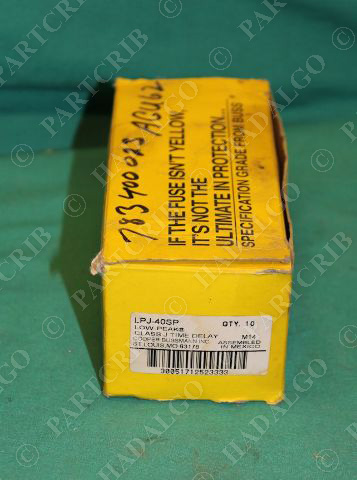 783400025 ACU62
IF THE FUSE ISN'T YELLOW,
IT'S NOT THE
ULTIMATE IN PROTECTION...
SPECIFICATION GRADE FROM BUSS
LPJ-40SP QTY. 10
LOW-PEAK®
CLASS J TIME DELAY M14
COOPER BUSSMANN INC. ASSEMBLED
ST. LOUIS, MO 63178 IN MEXICO
30051712523333
© PARTCRIB
© HADALGO